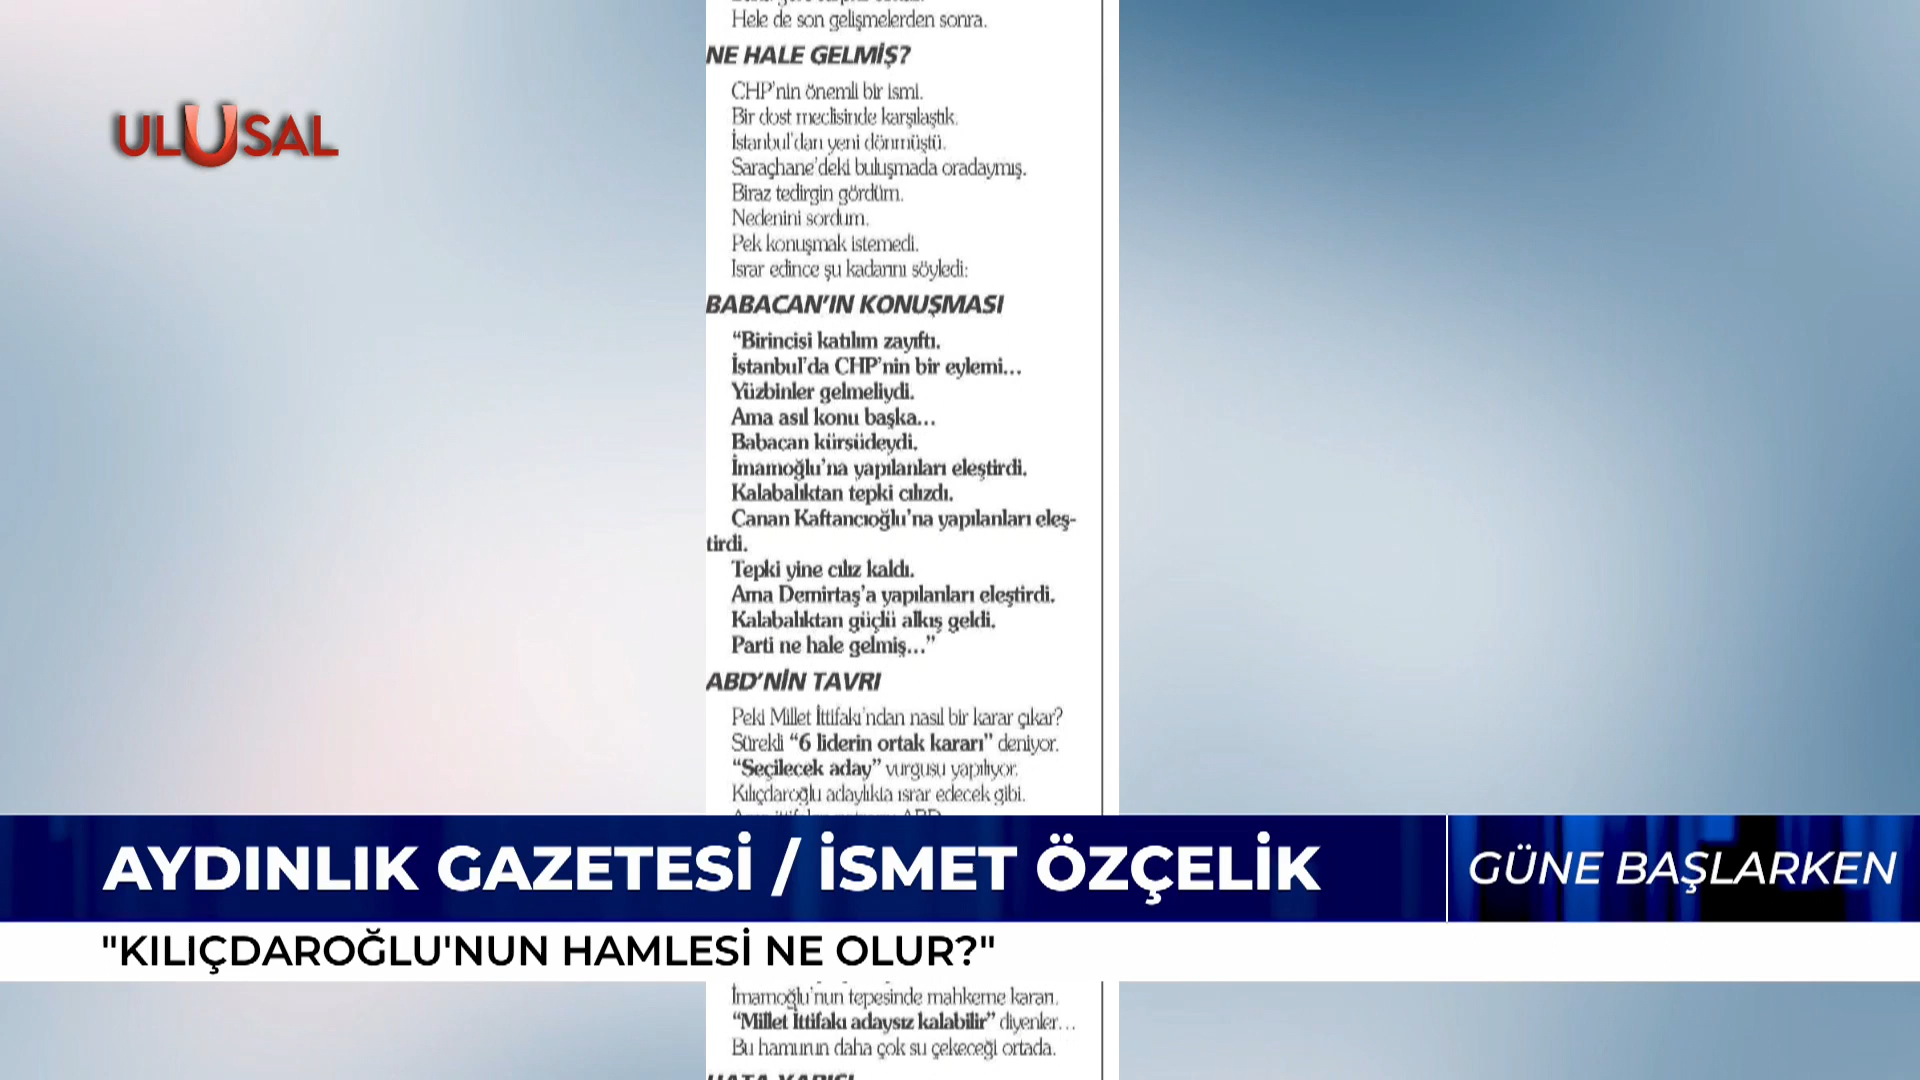 Hele de son gelişmelerden sonra.
NE HALE GELMİŞ?
CHP'nin önemli bir ismi.
Bir dost meclisinde karşılaştık.
İstanbul'dan yeni dönmüştü.
Saraçhane'deki buluşmada oradaymış.
Biraz tedirgin gördüm.
Nedenini sordum.
Pek konuşmak istemedi.
Israr edince şu kadarını söyledi:
BABACAN'IN KONUŞMASI
“Birincisi katılım zayıftı.
İstanbul'da CHP'nin bir eylemi...
Yüzbinler gelmeliydi.
Ama asıl konu başka...
Babacan kürsüdeydi.
İmamoğlu'na yapılanları eleştirdi.
Kalabalıktan tepki cılızdı.
Canan Kaftancıoğlu'na yapılanları eleş-
tirdi.
Tepki yine cılız kaldı.
Ama Demirtaş'a yapılanları eleştirdi.
Kalabalıktan güçlü alkış geldi.
Parti ne hale gelmiş...”
ABD'NİN TAVRI
Peki Millet İttifakı'ndan nasıl bir karar çıkar?
Sürekli “6 liderin ortak kararı” deniyor.
“Seçilecek aday” vurgusu yapılıyor.
Kılıçdaroğlu adaylıkta ısrar edecek gibi.
İmamoğlu'nun tepesinde mahkeme kararı.
“Millet İttifakı adaysız kalabilir” diyenler...
Bu hamurun daha çok su çekeceği ortada.
ULUSAL
AYDINLIK GAZETESİ / İSMET ÖZÇELİK
GÜNE BAŞLARKEN
"KILIÇDAROĞLU'NUN HAMLESİ NE OLUR?"